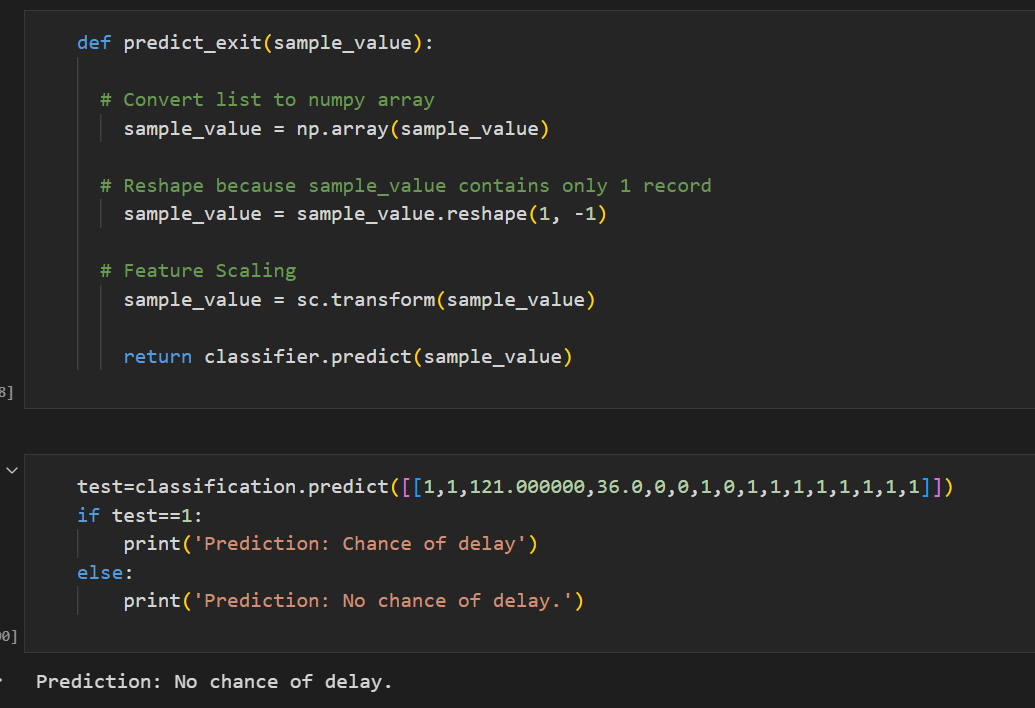 def predict_exit(sample_value):
# Convert list to numpy array
sample_value = np.array(sample_value)
# Reshape because sample_value contains only 1 record
sample_value = sample_value.reshape(1, -1)
# Feature Scaling
sample_value = sc.transform(sample_value)
return classifier.predict(sample_value)
8]
test=classification.predict([[1,1,121.000000,36.0,0,0,1,0,1,1,1,1,1,1,1,1]])
if test==1:
print('Prediction: Chance of delay')
else:
print('Prediction: No chance of delay.')
0]
Prediction: No chance of delay.